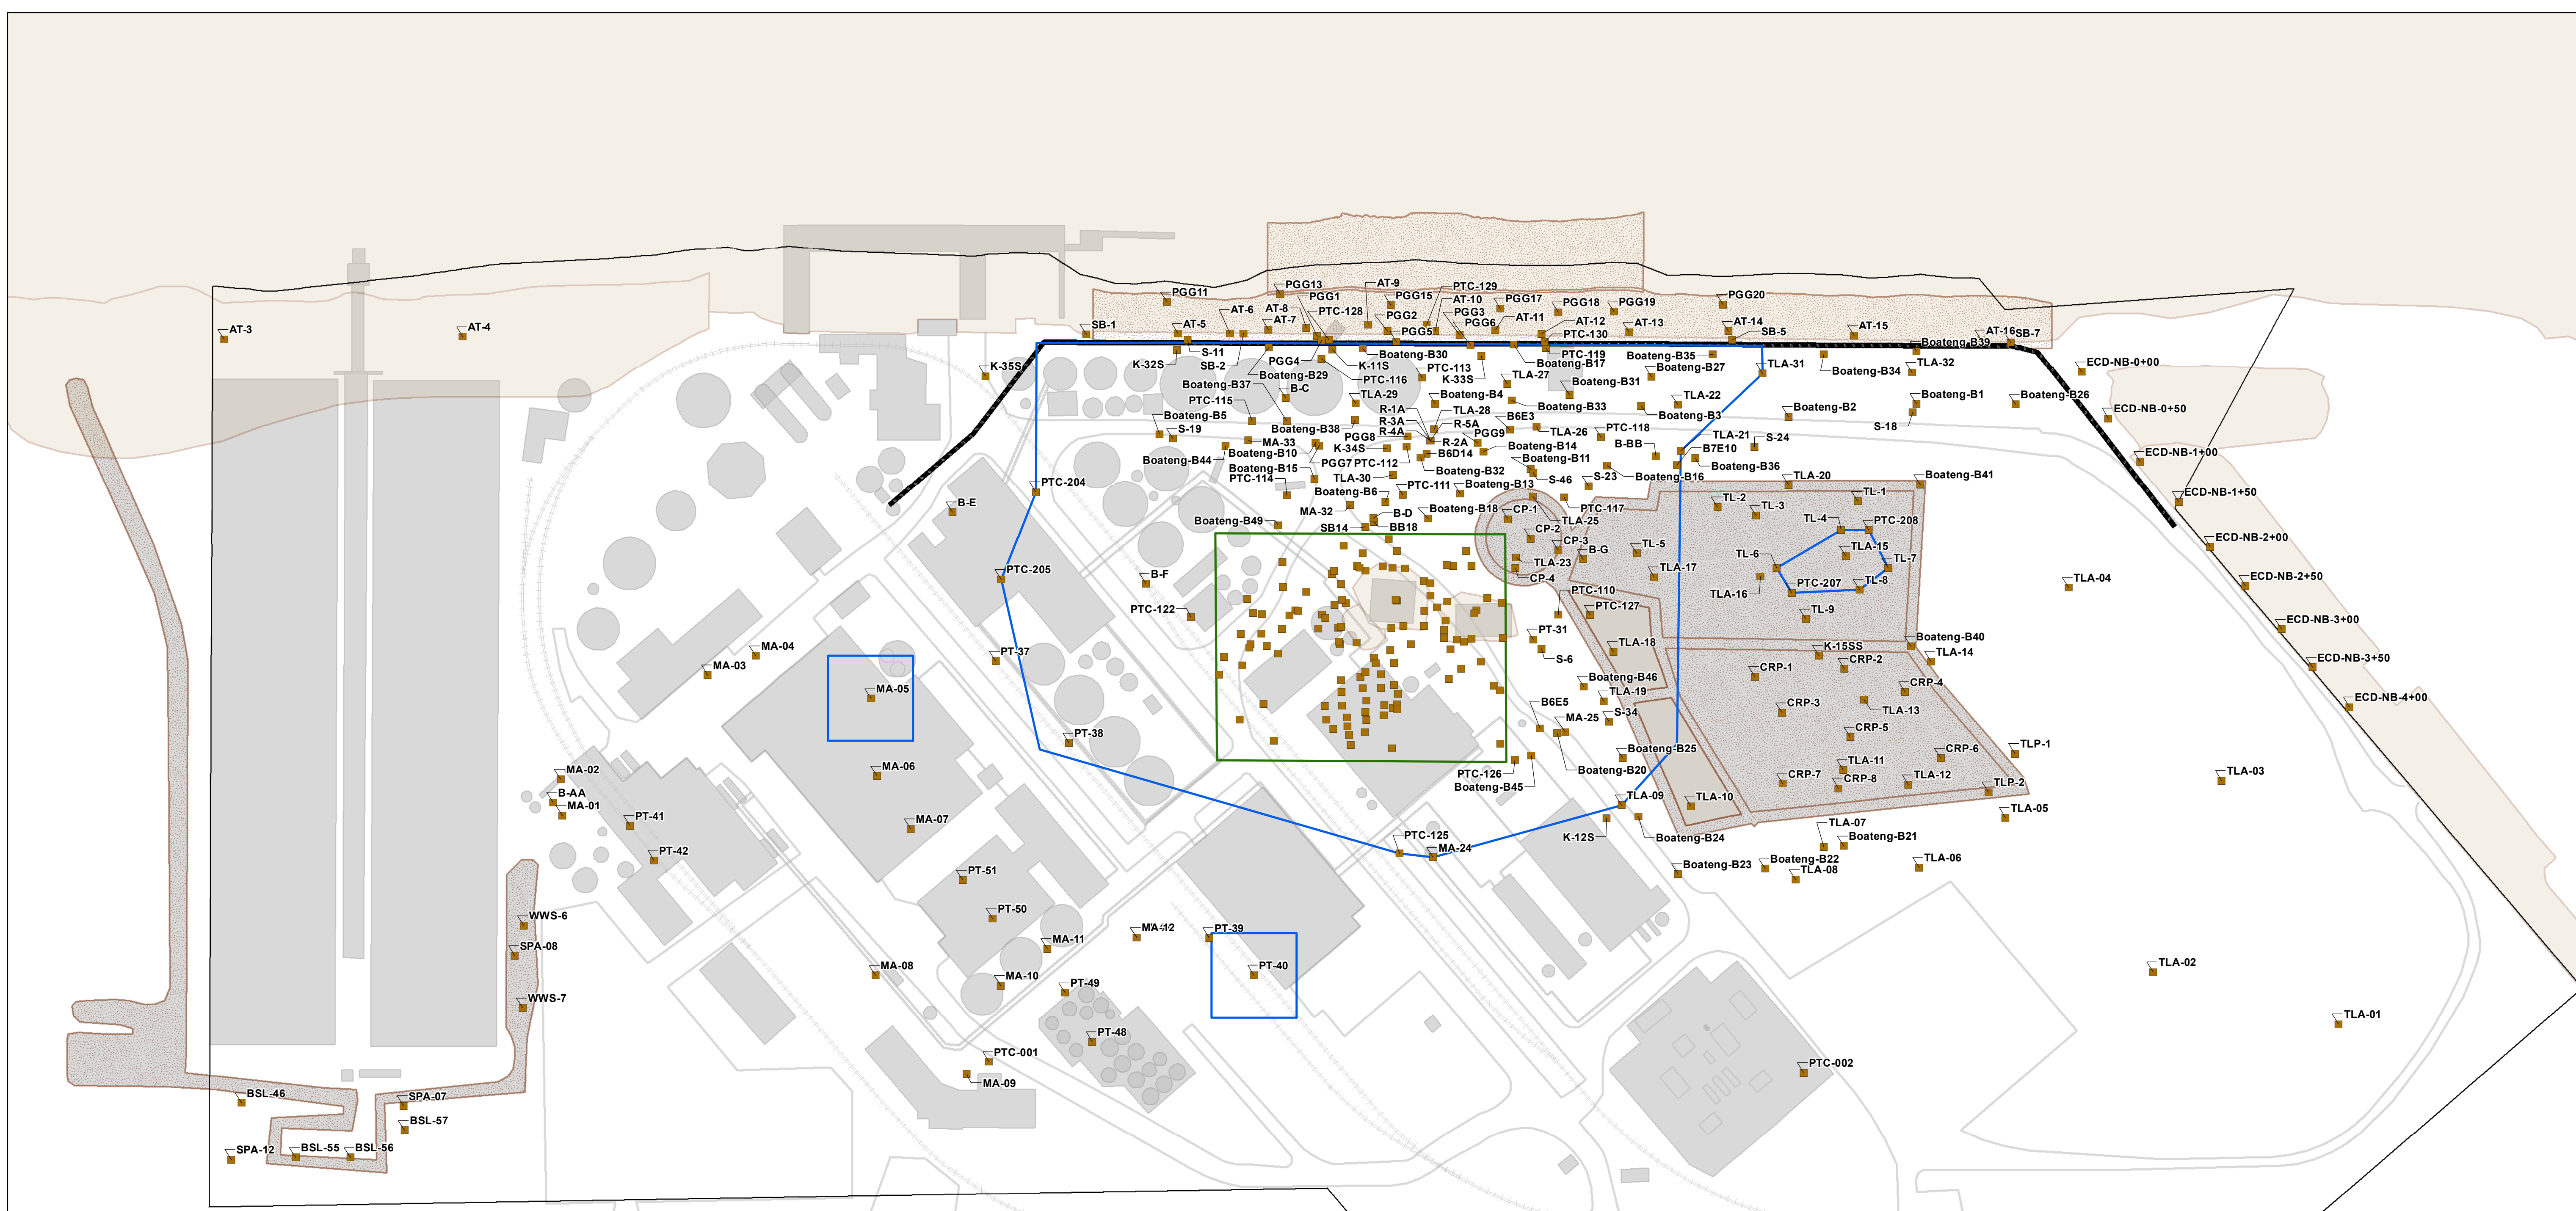 PGG13
AT-9
PTC-129
PGG11
PGG1
PGG15
AT-10
PGG17
PGG18
PGG19
PGG20
AT-6
AT-8
PTC-128
PGG3
AT-3
AT-4
SB-1
AT-5
AT-7
PGG2
PGG6
AT-11
AT-12
AT-13
AT-14
AT-15
AT-16
SB-7
PGG5
PTC-130
SB-5
S-11
Boateng-B39
K-35S
K-32S
SB-2
PGG4
Boateng-B30
K-11S
PTC-119
Boateng-B35
Boateng-B17
ECD-NB-0+00
Boateng-B29
PTC-116
PTC-113
K-33S
TLA-27
Boateng-B27
TLA-31
Boateng-B34
TLA-32
Boateng-B37
B-C
Boateng-B31
PTC-115
TLA-29
Boateng-B4
Boateng-B33
TLA-22
Boateng-B3
Boateng-B2
Boateng-B1
Boateng-B26
ECD-NB-0+50
Boateng-B5
R-1A
TLA-28
S-19
Boateng-B38
R-3A
R-5A
B6E3
S-18
R-4A
PGG8
PGG9
TLA-26
PTC-118
TLA-21
S-24
MA-33
K-34S
R-2A
B-BB
Boateng-B10
Boateng-B14
B7E10
Boateng-B44
PGG7
PTC-112
B6D14
Boateng-B11
Boateng-B36
ECD-NB-1+00
Boateng-B15
Boateng-B32
PTC-114
TLA-30
S-46
S-23
Boateng-B16
TLA-20
Boateng-B41
PTC-204
Boateng-B6
PTC-111
Boateng-B13
TL-2
TL-1
ECD-NB-1+50
B-E
MA-32
B-D
Boateng-B18
CP-1
PTC-117
TL-3
Boateng-B49
SB14
BB18
TLA-25
TL-4
PTC-208
CP-2
CP-3
TL-5
TLA-15
ECD-NB-2+00
B-G
TL-6
TL-7
PTC-205
B-F
TLA-23
TLA-17
CP-4
TLA-16
PTC-207
TL-8
TLA-04
ECD-NB-2+50
PTC-110
PTC-122
PTC-127
TL-9
ECD-NB-3+00
PT-31
MA-04
TLA-18
K-15SS
Boateng-B40
MA-03
PT-37
S-6
CRP-1
CRP-2
TLA-14
ECD-NB-3+50
MA-05
Boateng-B46
CRP-4
TLA-19
B6E5
S-34
CRP-3
TLA-13
ECD-NB-4+00
MA-25
PT-38
CRP-5
Boateng-B25
CRP-6
TLP-1
MA-02
MA-06
PTC-126
Boateng-B20
TLA-11
B-AA
Boateng-B45
CRP-7
CRP-8
TLA-12
TLP-2
TLA-03
MA-01
TLA-09
TLA-10
TLA-05
PT-41
MA-07
PTC-125
K-12S
Boateng-B24
TLA-07
PT-42
MA-24
Boateng-B21
Boateng-B22
TLA-06
PT-51
Boateng-B23
TLA-08
PT-50
WWS-6
MA-12
PT-39
MA-11
SPA-08
TLA-02
MA-08
PT-40
MA-10
PT-49
WWS-7
TLA-01
PT-48
PTC-001
PTC-002
MA-09
BSL-46
SPA-07
BSL-57
SPA-12
BSL-55
BSL-56